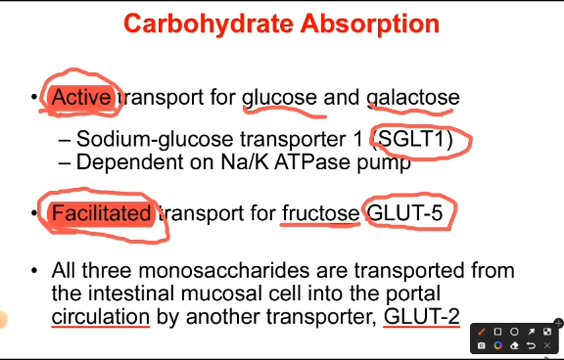 Carbohydrate Absorption
• Active transport for glucose and galactose
– Sodium-glucose transporter 1 (SGLT1)
– Dependent on Na/K ATPase pump
• Facilitated transport for fructose GLUT-5
• All three monosaccharides are transported from
the intestinal mucosal cell into the portal
circulation by another transporter, GLUT-2